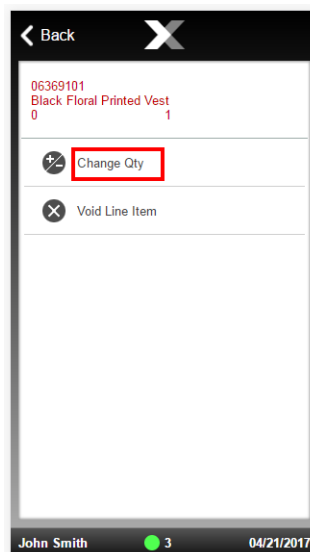 Back
06369101
Black Floral Printed Vest
0 1
Change Qty
Void Line Item
John Smith 3 04/21/2017